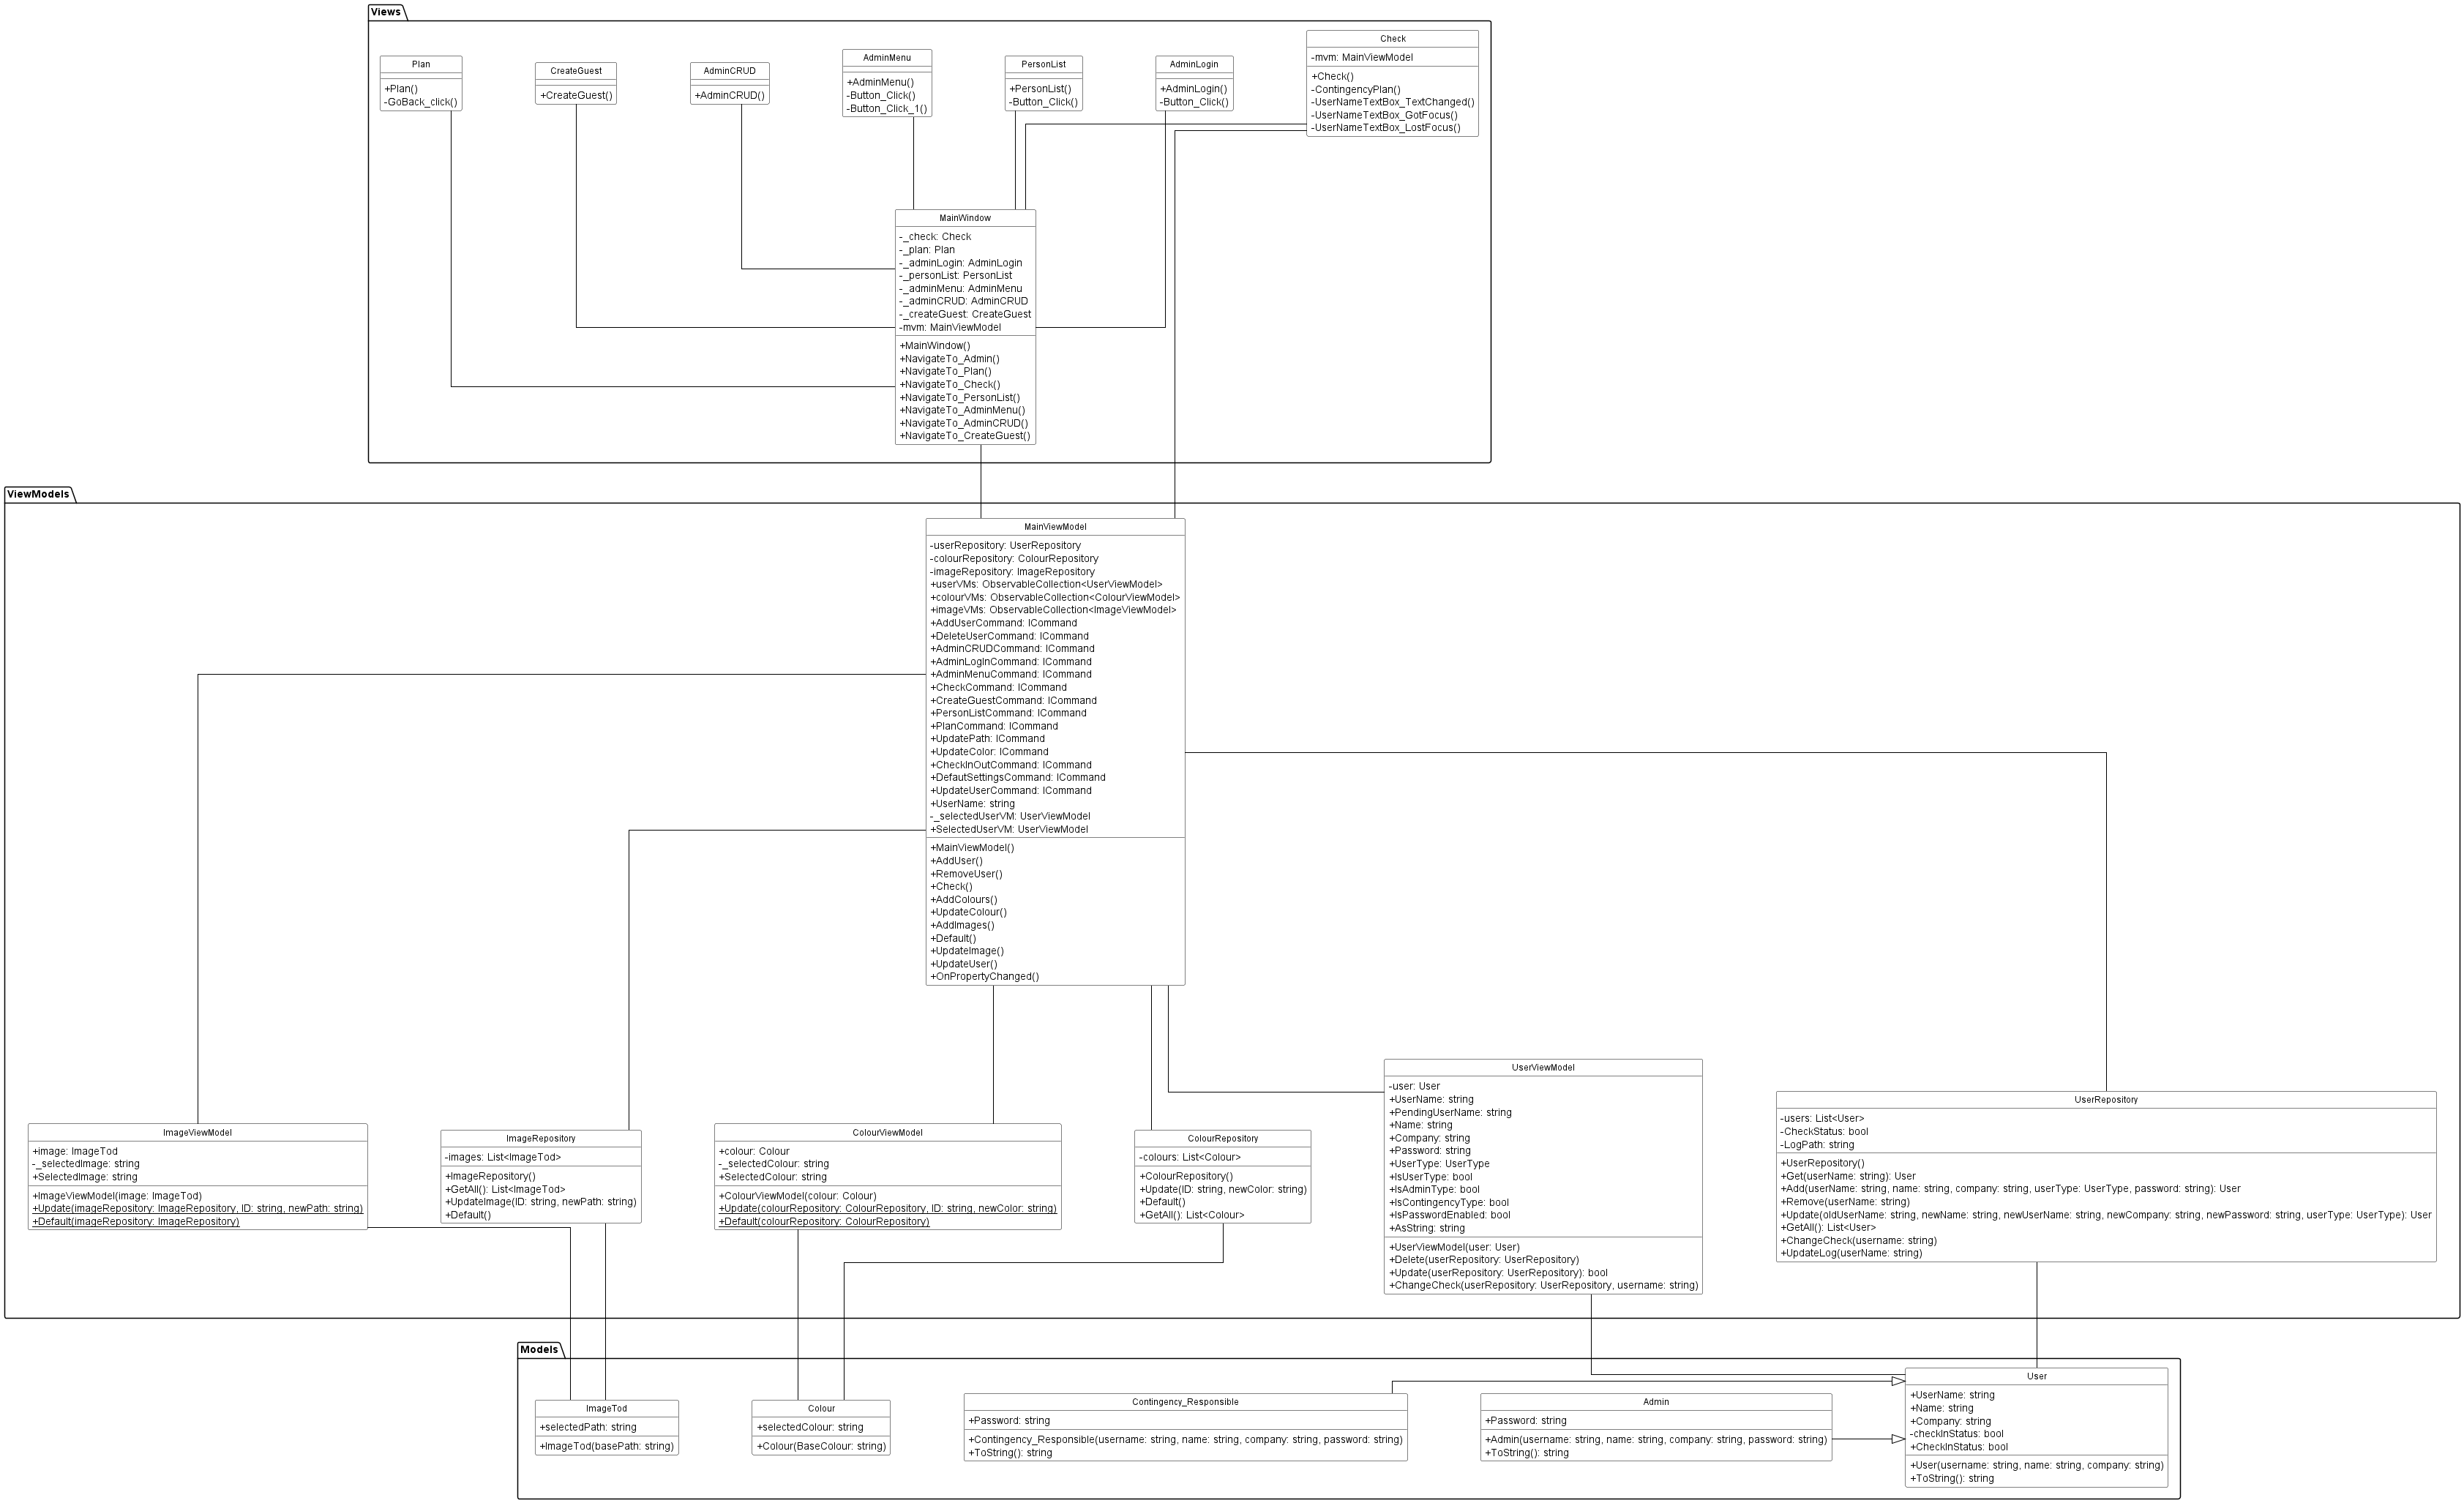 Views
Plan
+Plan()
-GoBack_click()
CreateGuest
+CreateGuest()
AdminCRUD
+AdminCRUD()
AdminMenu
+AdminMenu()
-Button_Click()
-Button_Click_1()
PersonList
+PersonList()
-Button_Click()
AdminLogin
+AdminLogin()
-Button_Click()
Check
-mvm: MainViewModel
+Check()
-ContingencyPlan()
-UserNameTextBox_TextChanged()
-UserNameTextBox_GotFocus()
-UserNameTextBox_LostFocus()
MainWindow
-_check: Check
-_plan: Plan
-_adminLogin: AdminLogin
-_personList: PersonList
-_adminMenu: AdminMenu
-_adminCRUD: AdminCRUD
-_createGuest: CreateGuest
-mvm: MainViewModel
+MainWindow()
+NavigateTo_Admin()
+NavigateTo_Plan()
+NavigateTo_Check()
+NavigateTo_PersonList()
+NavigateTo_AdminMenu()
+NavigateTo_AdminCRUD()
+NavigateTo_CreateGuest()
ViewModels
MainViewModel
-userRepository: UserRepository
-colourRepository: ColourRepository
-imageRepository: ImageRepository
+userVMs: ObservableCollection<UserViewModel>
+colourVMs: ObservableCollection<ColourViewModel>
+imageVMs: ObservableCollection<ImageViewModel>
+AddUserCommand: ICommand
+DeleteUserCommand: ICommand
+AdminCRUDCommand: ICommand
+AdminLogInCommand: ICommand
+AdminMenuCommand: ICommand
+CheckCommand: ICommand
+CreateGuestCommand: ICommand
+PersonListCommand: ICommand
+PlanCommand: ICommand
+UpdatePath: ICommand
+UpdateColor: ICommand
+CheckInOutCommand: ICommand
+DefautSettingsCommand: ICommand
+UpdateUserCommand: ICommand
+UserName: string
-_selectedUserVM: UserViewModel
+SelectedUserVM: UserViewModel
+MainViewModel()
+AddUser()
+RemoveUser()
+Check()
+AddColours()
+UpdateColour()
+AddImages()
+Default()
+UpdateImage()
+UpdateUser()
+OnPropertyChanged()
ImageViewModel
+image: ImageTod
-_selectedImage: string
+SelectedImage: string
+ImageViewModel(image: ImageTod)
+Update(imageRepository: ImageRepository, ID: string, newPath: string)
+Default(imageRepository: ImageRepository)
ImageRepository
-images: List<ImageTod>
+ImageRepository()
+GetAll(): List<ImageTod>
+UpdateImage(ID: string, newPath: string)
+Default()
ColourViewModel
+colour: Colour
-_selectedColour: string
+SelectedColour: string
+ColourViewModel(colour: Colour)
+Update(colourRepository: ColourRepository, ID: string, newColor: string)
+Default(colourRepository: ColourRepository)
ColourRepository
-colours: List<Colour>
+ColourRepository()
+Update(ID: string, newColor: string)
+Default()
+GetAll(): List<Colour>
UserViewModel
-user: User
+UserName: string
+PendingUserName: string
+Name: string
+Company: string
+Password: string
+UserType: UserType
+IsUserType: bool
+IsAdminType: bool
+IsContingencyType: bool
+IsPasswordEnabled: bool
+AsString: string
+UserViewModel(user: User)
+Delete(userRepository: UserRepository)
+Update(userRepository: UserRepository): bool
+ChangeCheck(userRepository: UserRepository, username: string)
UserRepository
-users: List<User>
-CheckStatus: bool
-LogPath: string
+UserRepository()
+Get(userName: string): User
+Add(userName: string, name: string, company: string, userType: UserType, password: string): User
+Remove(userName: string)
+Update(oldUserName: string, newName: string, newUserName: string, newCompany: string, newPassword: string, userType: UserType): User
+GetAll(): List<User>
+ChangeCheck(username: string)
+UpdateLog(userName: string)
Models
ImageTod
+selectedPath: string
+ImageTod(basePath: string)
Colour
+selectedColour: string
+Colour(BaseColour: string)
Contingency_Responsible
+Password: string
+Contingency_Responsible(username: string, name: string, company: string, password: string)
+ToString(): string
Admin
+Password: string
+Admin(username: string, name: string, company: string, password: string)
+ToString(): string
User
+UserName: string
+Name: string
+Company: string
-checkInStatus: bool
+CheckInStatus: bool
+User(username: string, name: string, company: string)
+ToString(): string